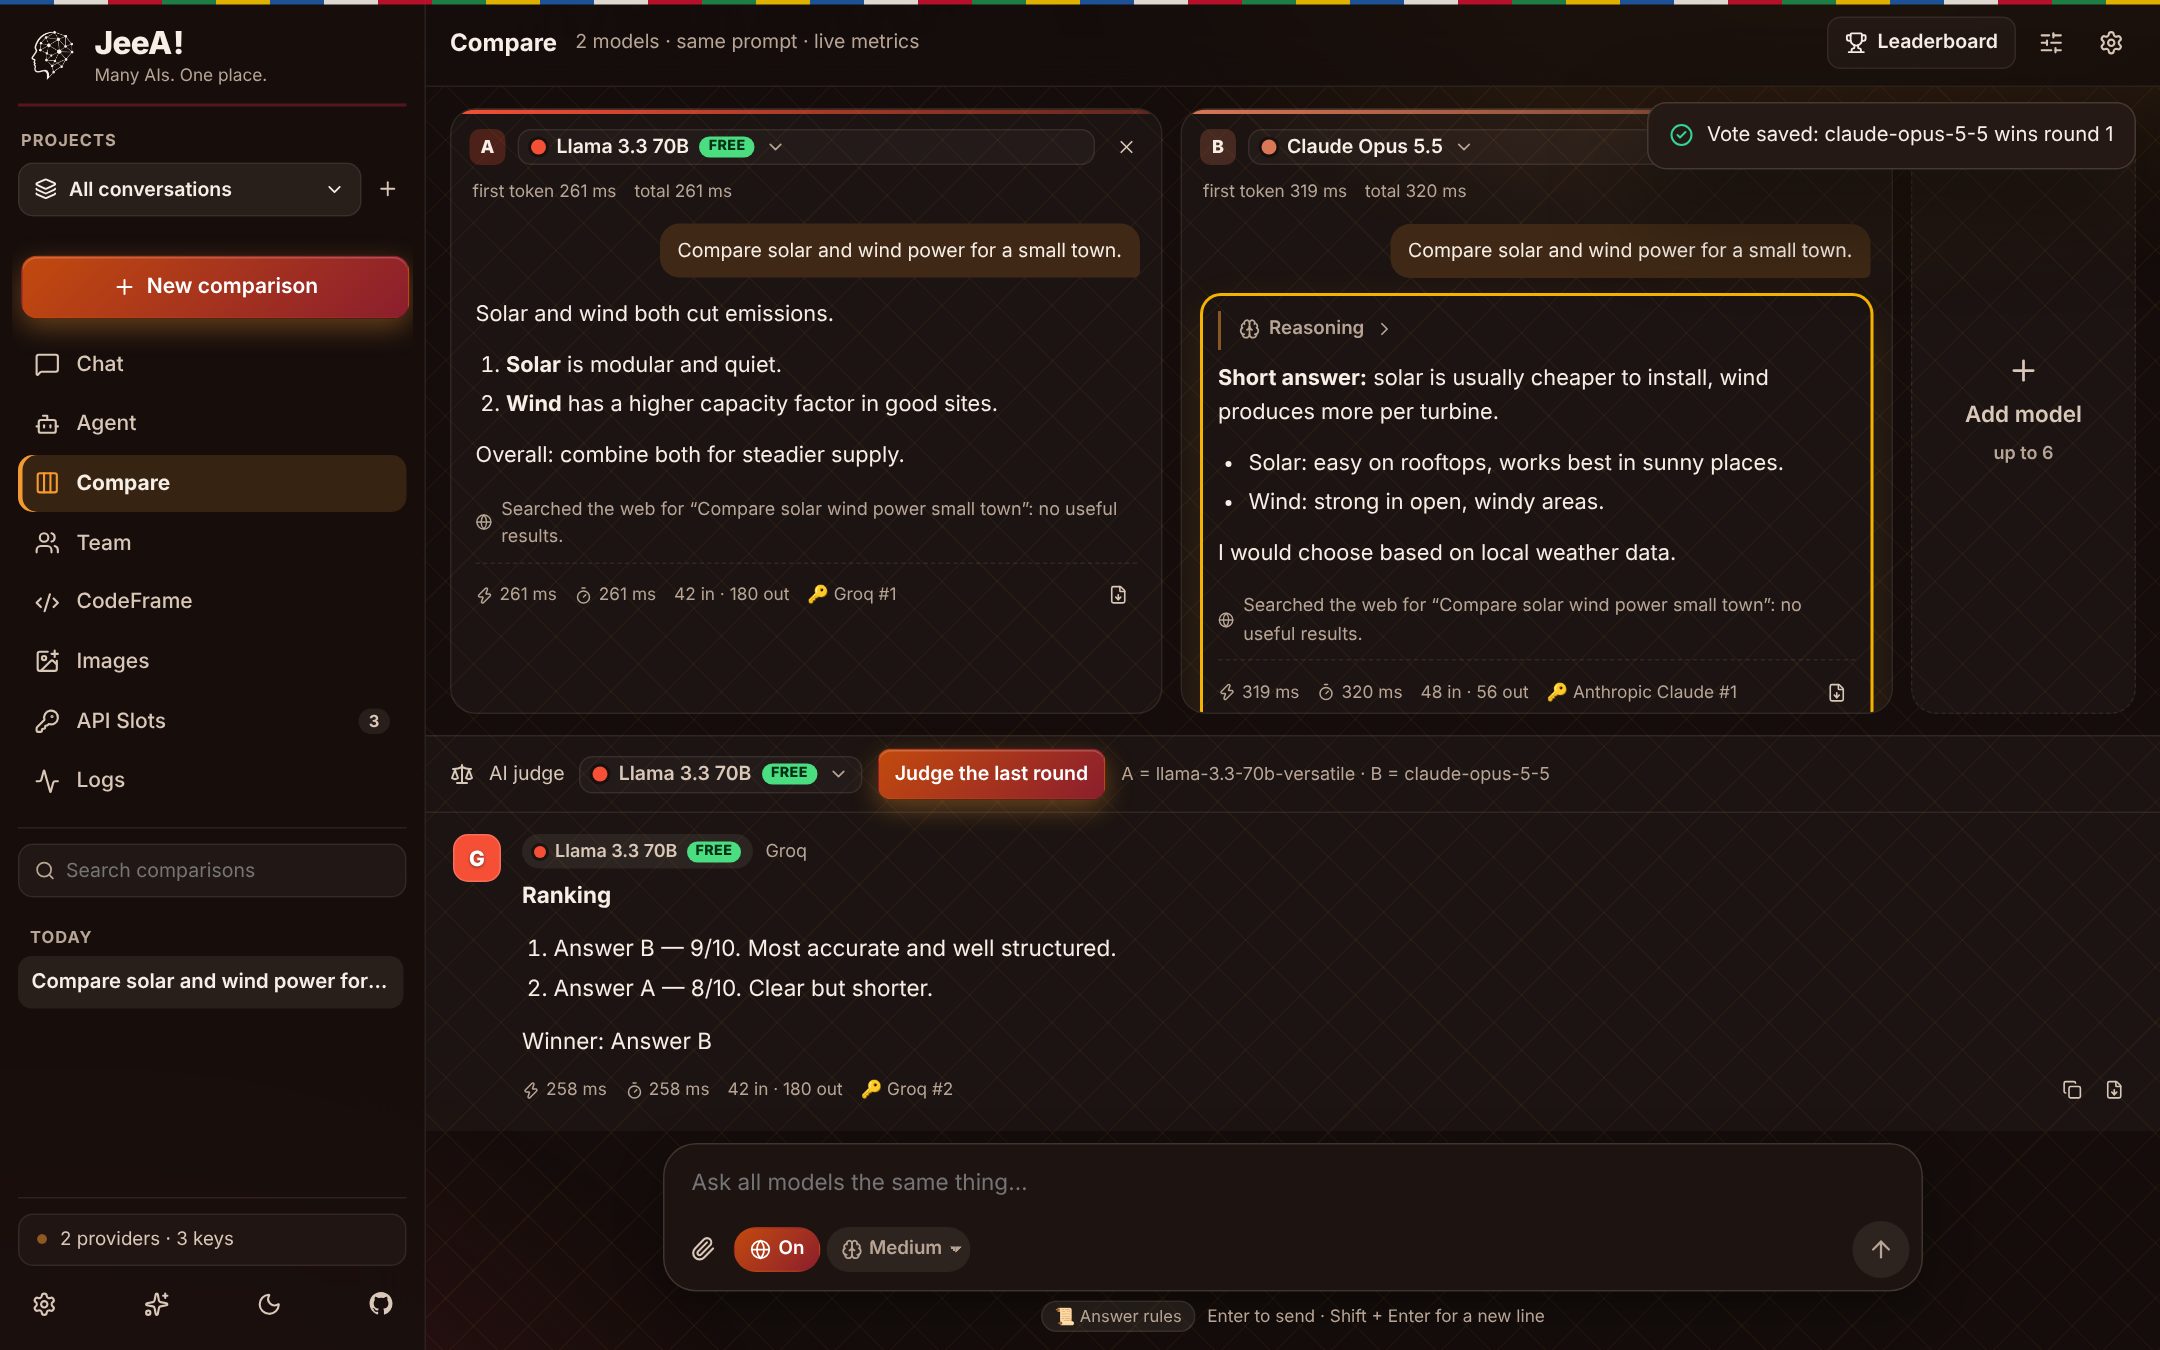 JeeA!
Many AIs. One place.
PROJECTS
All conversations
New comparison
Chat
Agent
Compare
Team
CodeFrame
Images
API Slots 3
Logs
Search comparisons
TODAY
Compare solar and wind power for...
2 providers · 3 keys
Compare 2 models · same prompt · live metrics
Leaderboard
Vote saved: claude-opus-5-5 wins round 1
A Llama 3.3 70B FREE
first token 261 ms total 261 ms
Compare solar and wind power for a small town.
Solar and wind both cut emissions.
1. Solar is modular and quiet.
2. Wind has a higher capacity factor in good sites.
Overall: combine both for steadier supply.
Searched the web for “Compare solar wind power small town”: no useful
results.
261 ms 261 ms 42 in · 180 out Groq #1
B Claude Opus 5.5
first token 319 ms total 320 ms
Compare solar and wind power for a small town.
Reasoning
Short answer: solar is usually cheaper to install, wind
produces more per turbine.
• Solar: easy on rooftops, works best in sunny places.
• Wind: strong in open, windy areas.
I would choose based on local weather data.
Searched the web for “Compare solar wind power small town”: no
useful results.
319 ms 320 ms 48 in · 56 out Anthropic Claude #1
Add model
up to 6
AI judge Llama 3.3 70B FREE Judge the last round A = llama-3.3-70b-versatile · B = claude-opus-5-5
G Llama 3.3 70B FREE Groq
Ranking
1. Answer B — 9/10. Most accurate and well structured.
2. Answer A — 8/10. Clear but shorter.
Winner: Answer B
258 ms 258 ms 42 in · 180 out Groq #2
Ask all models the same thing...
On Medium
Answer rules Enter to send · Shift + Enter for a new line